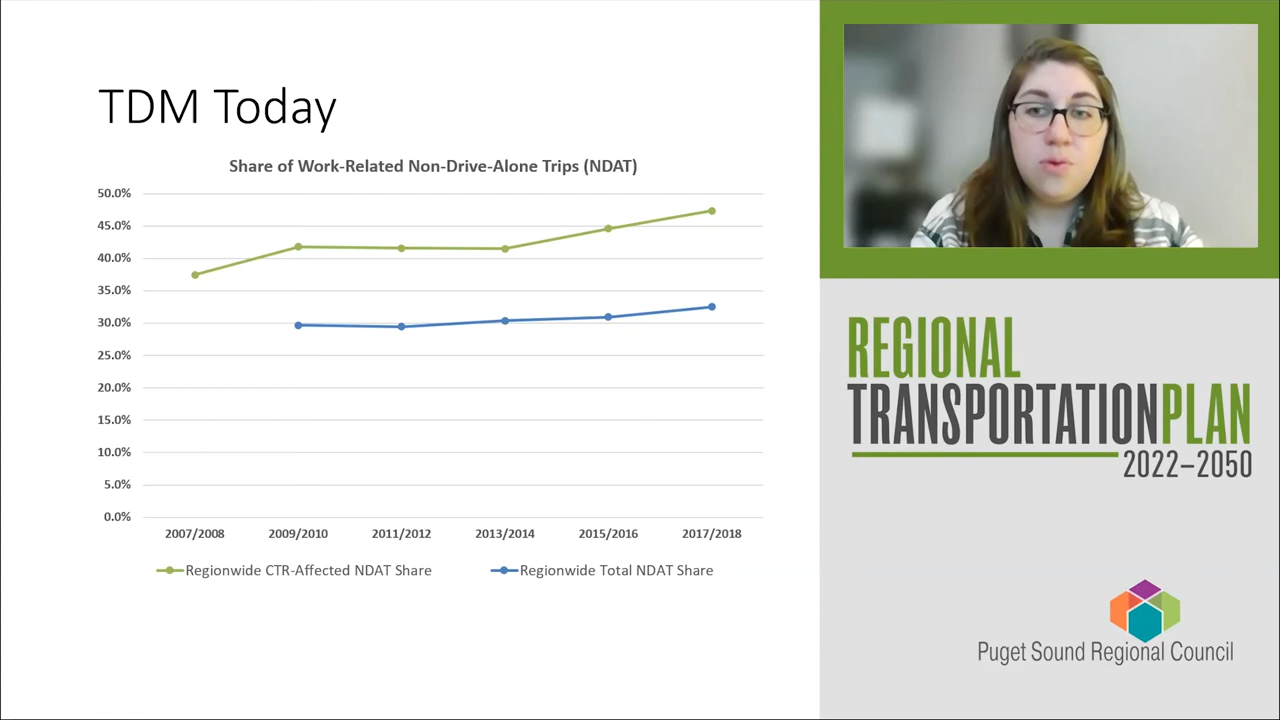 TDM Today
Share of Work-Related Non-Drive-Alone Trips (NDAT)
50.0%
45.0%
40.0%
35.0%
30.0%
25.0%
20.0%
15.0%
10.0%
5.0%
0.0%
2007/2008 2009/2010 2011/2012 2013/2014 2015/2016 2017/2018
Regionwide CTR-Affected NDAT Share Regionwide Total NDAT Share
REGIONAL
TRANSPORTATIONPLAN
2022–2050
Puget Sound Regional Council